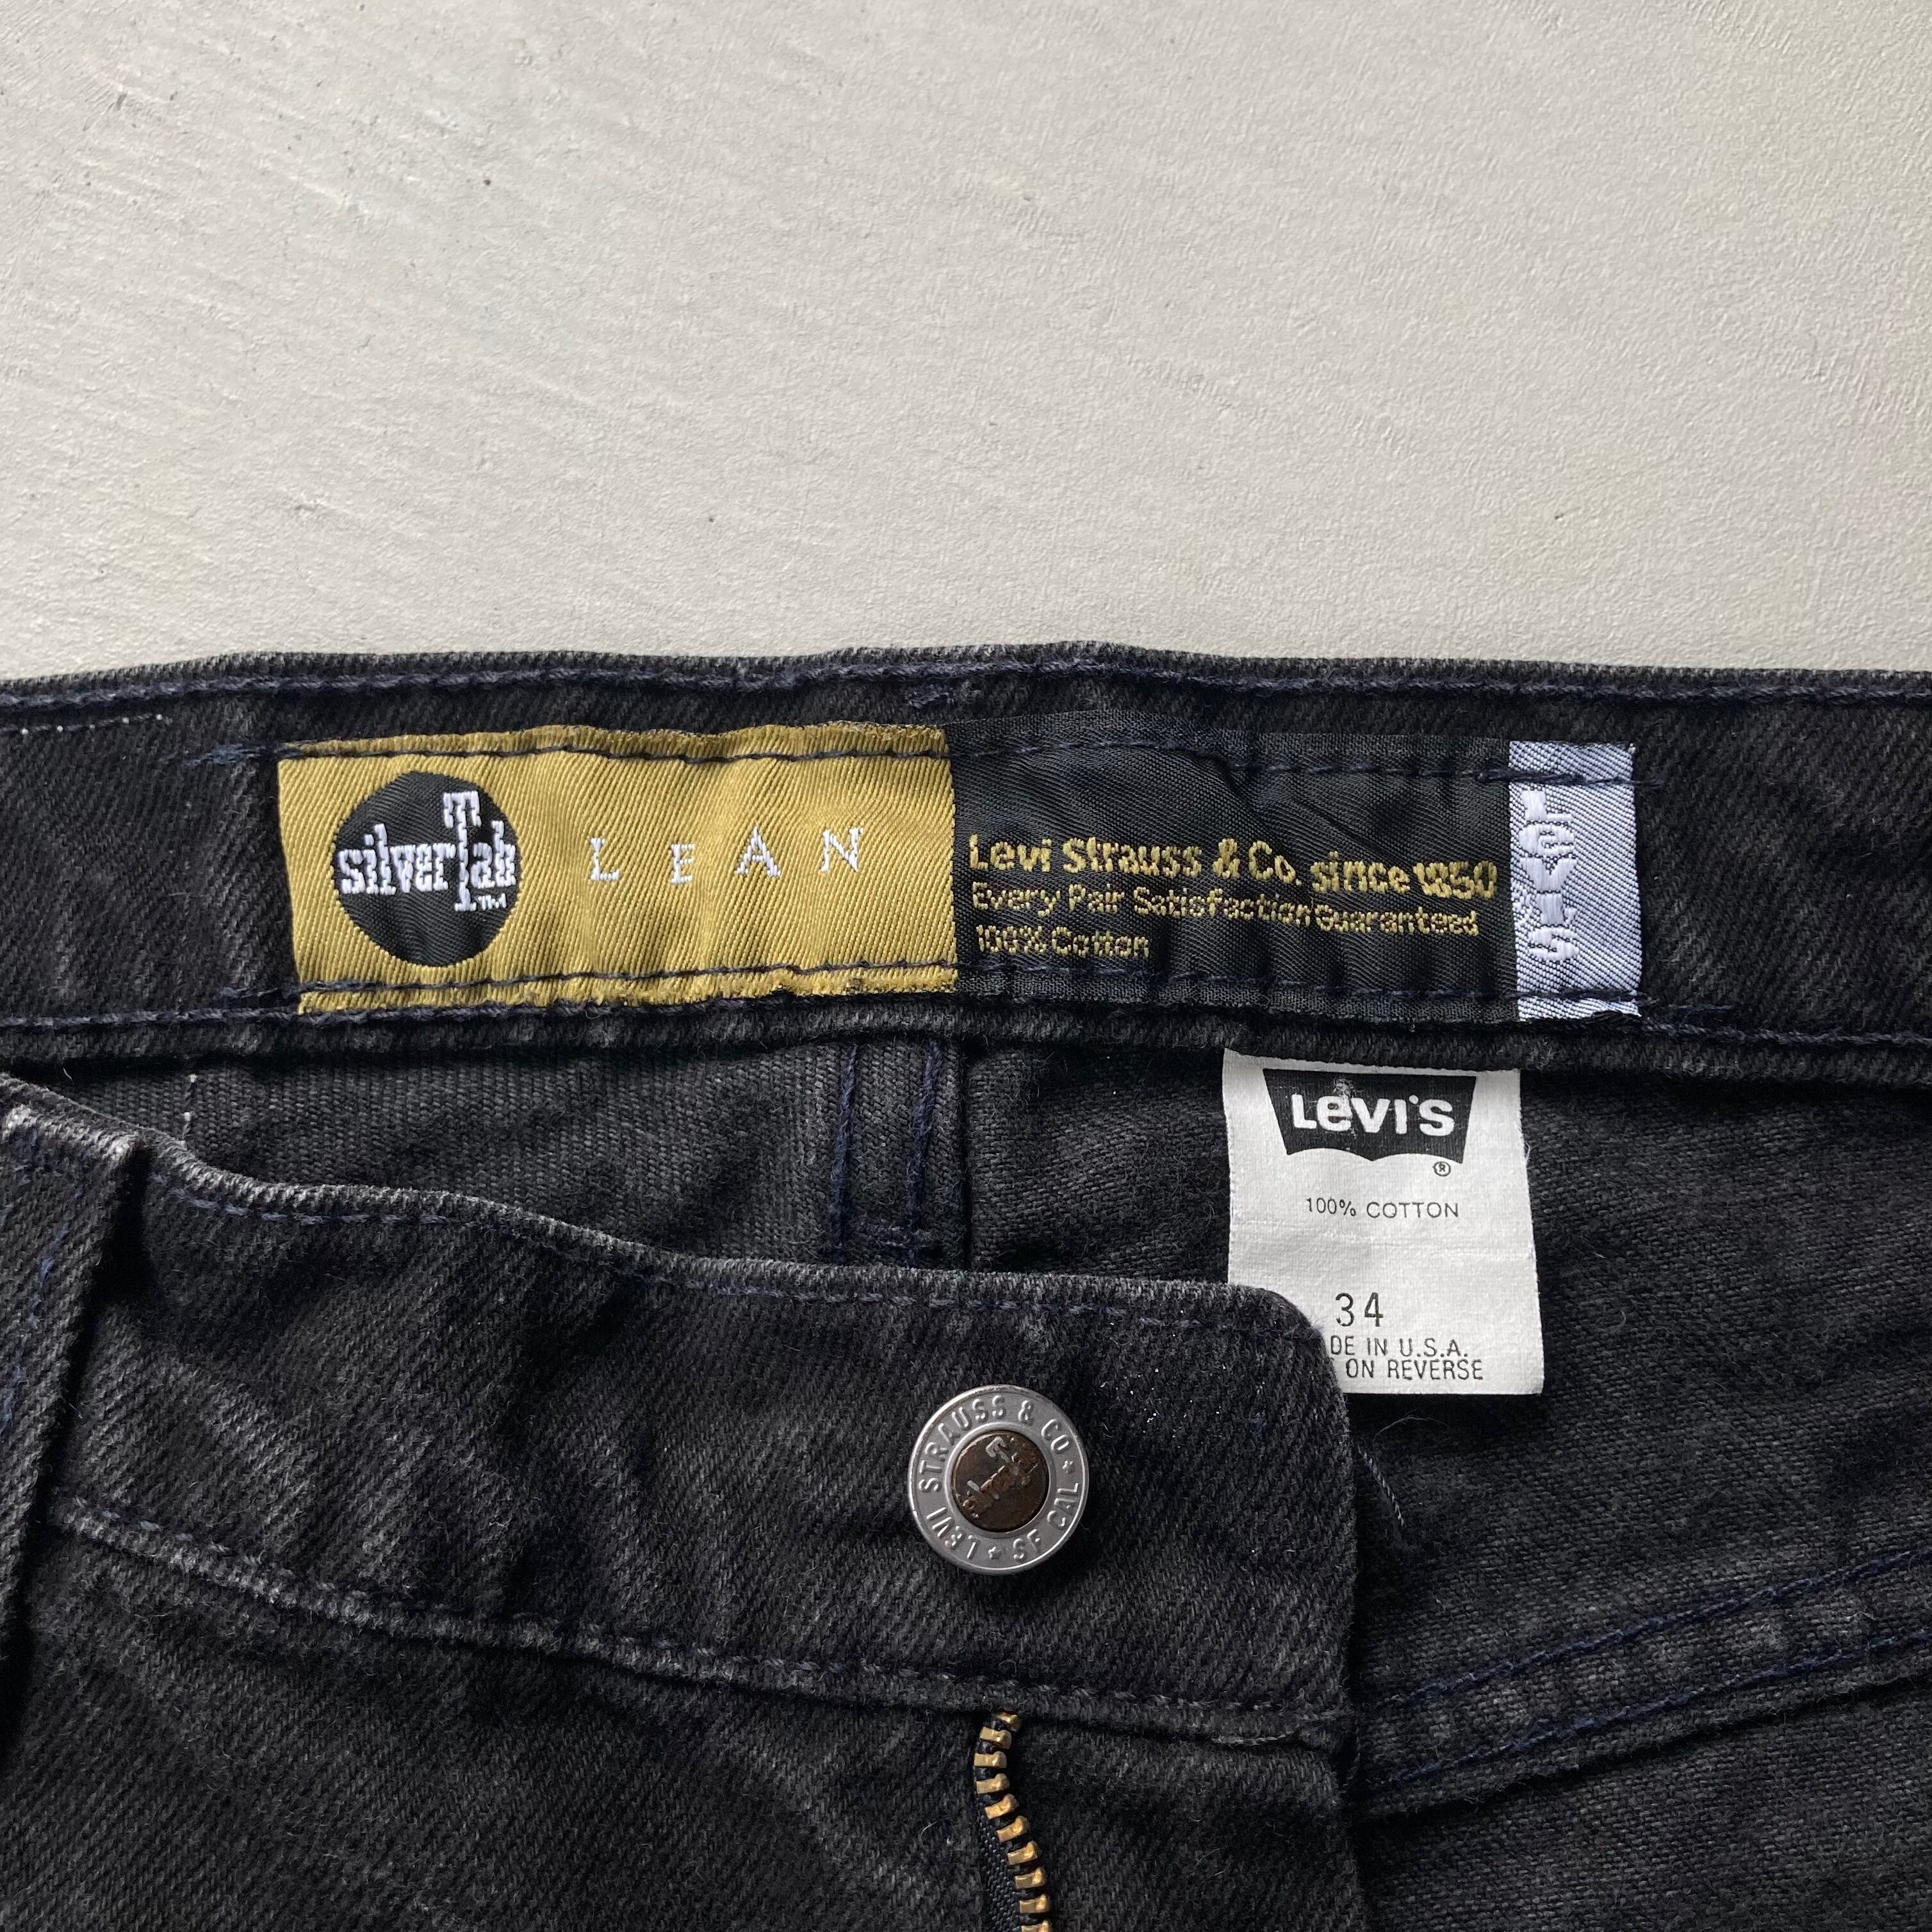 silverTab™
LEAN
Levi Strauss & Co. since 1850
Every Pair Satisfaction Guaranteed
100% Cotton
LEVI'S
LEVI'S®
100% COTTON
34
DE IN U.S.A.
ON REVERSE
LEVI STRAUSS & CO ★ SF CAL ★
silverTab